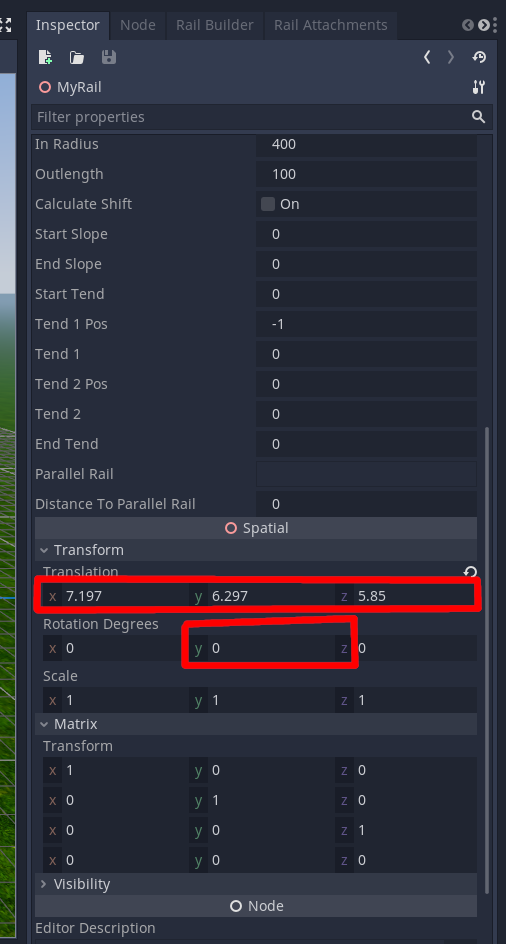 Inspector Node Rail Builder Rail Attachments
MyRail
Filter properties
In Radius 400
Outlength 100
Calculate Shift On
Start Slope 0
End Slope 0
Start Tend 0
Tend 1 Pos -1
Tend 1 0
Tend 2 Pos 0
Tend 2 0
End Tend 0
Parallel Rail
Distance To Parallel Rail 0
Spatial
Transform
Translation
x 7.197 y 6.297 z 5.85
Rotation Degrees
x 0 y 0 z 0
Scale
x 1 y 1 z 1
Matrix
Transform
x 1 y 0 z 0
x 0 y 1 z 0
x 0 y 0 z 1
x 0 y 0 z 0
Visibility
Node
Editor Description